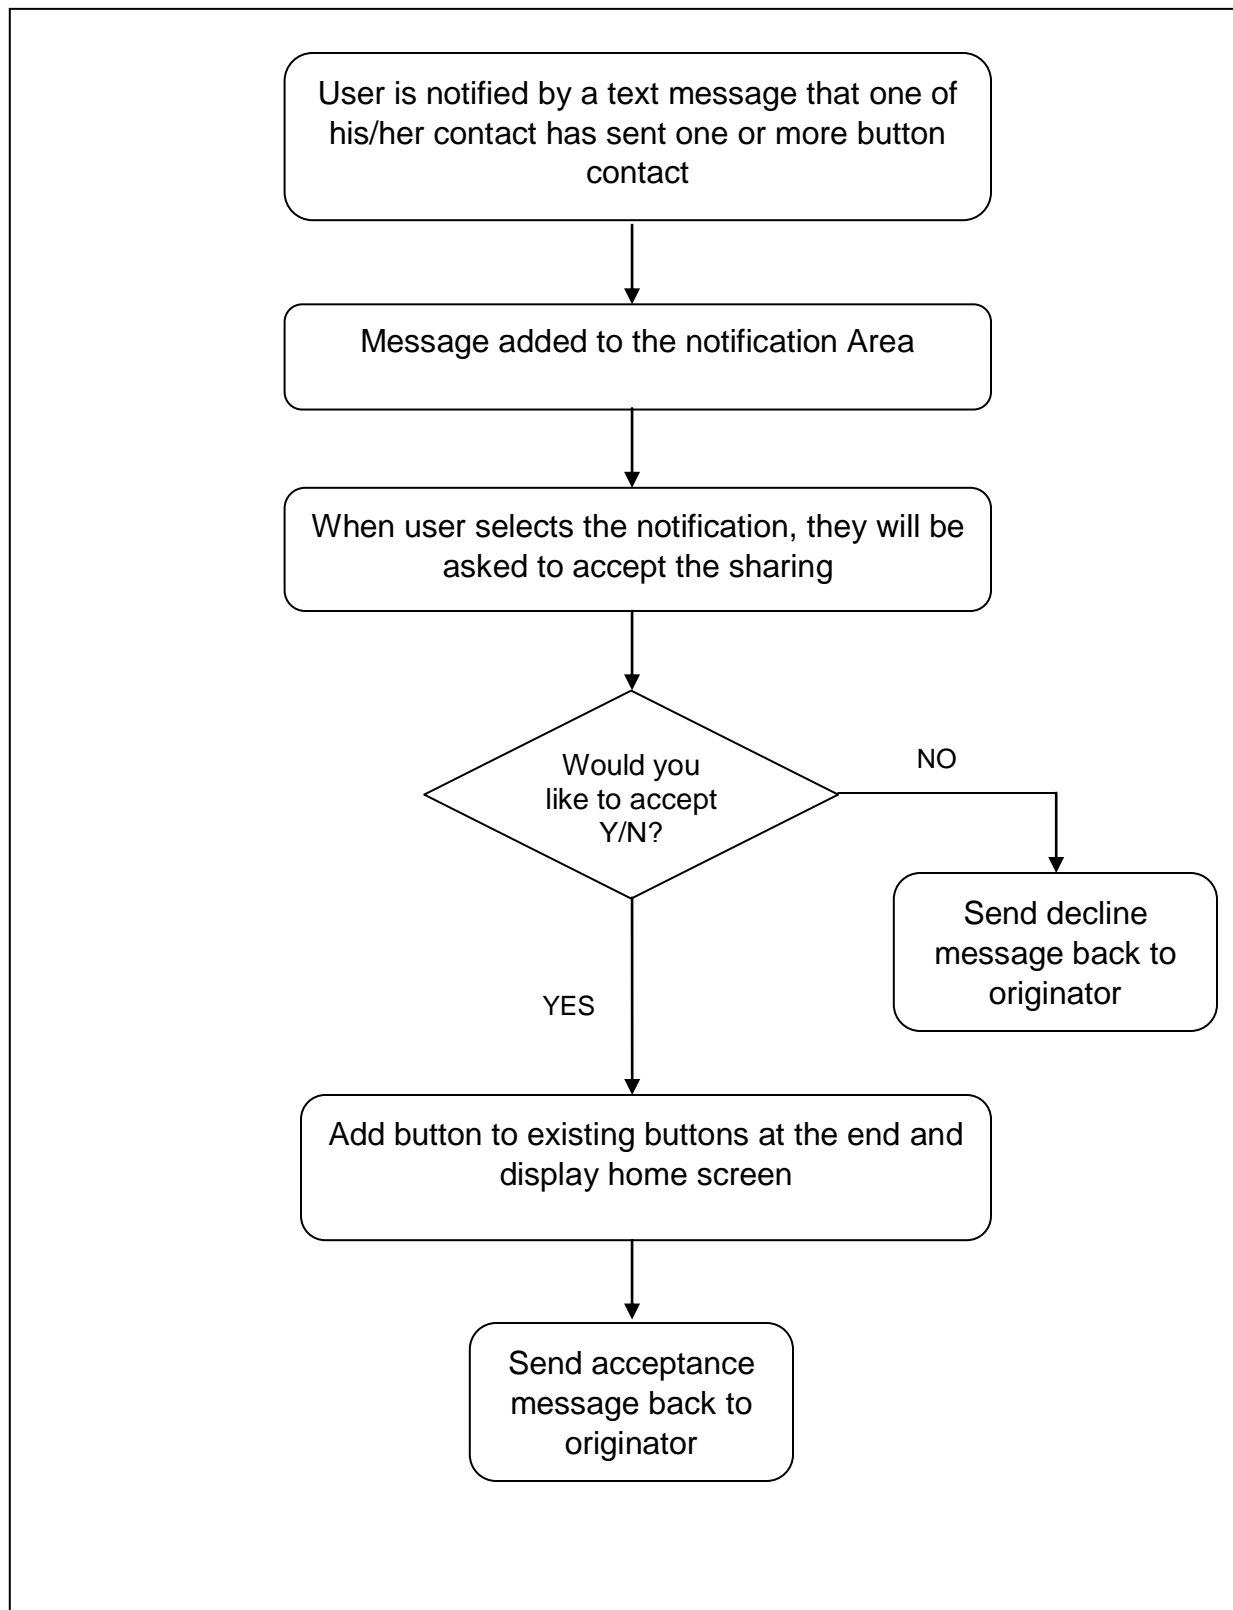 User is notified by a text message that one of
his/her contact has sent one or more button
contact
Message added to the notification Area
When user selects the notification, they will be
asked to accept the sharing
Would you
like to accept
Y/N?
NO
Send decline
message back to
originator
YES
Add button to existing buttons at the end and
display home screen
Send acceptance
message back to
originator